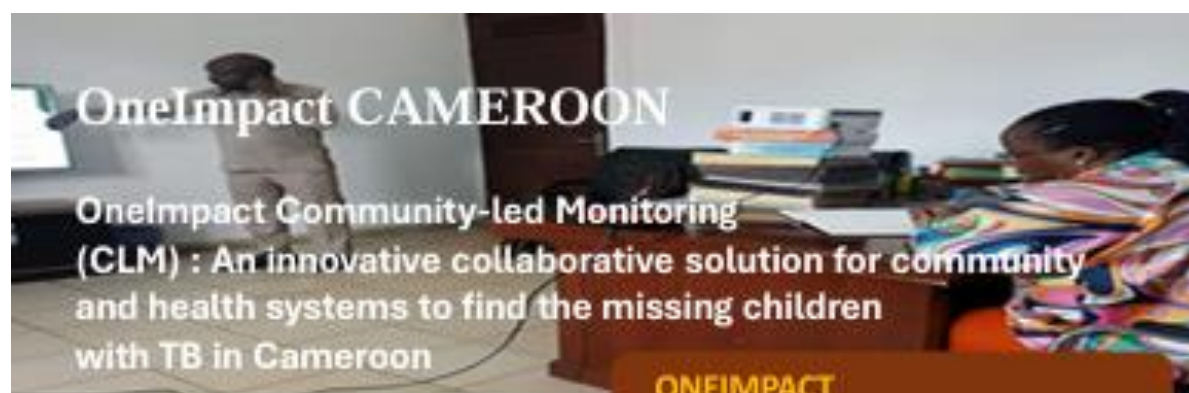 OneImpact CAMEROON
OneImpact Community-led Monitoring
(CLM) : An innovative collaborative solution for community
and health systems to find the missing children
with TB in Cameroon
ONEIMPACT